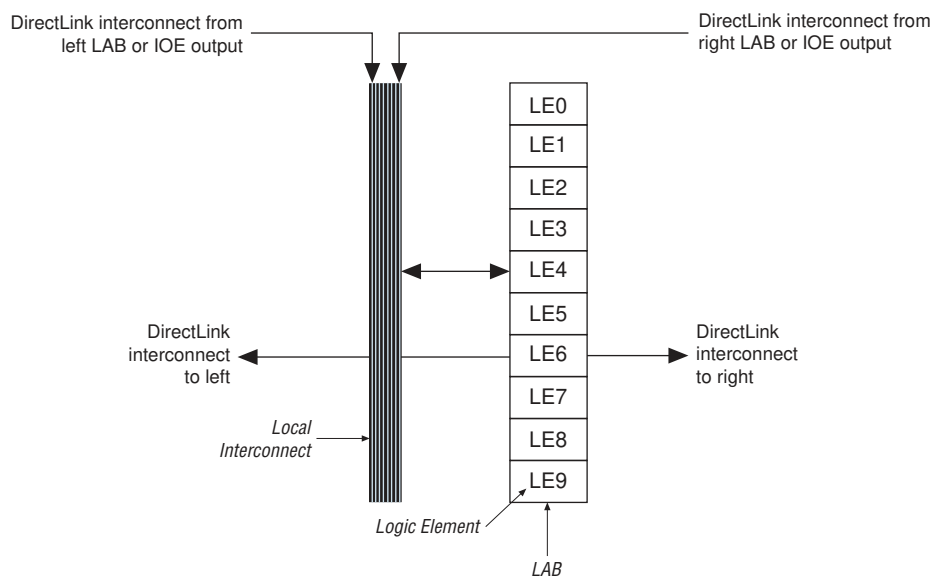 DirectLink interconnect from
left LAB or IOE output
DirectLink interconnect from
right LAB or IOE output
LE0
LE1
LE2
LE3
LE4
LE5
LE6
LE7
LE8
LE9
DirectLink
interconnect
to left
DirectLink
interconnect
to right
Local
Interconnect
Logic Element
LAB